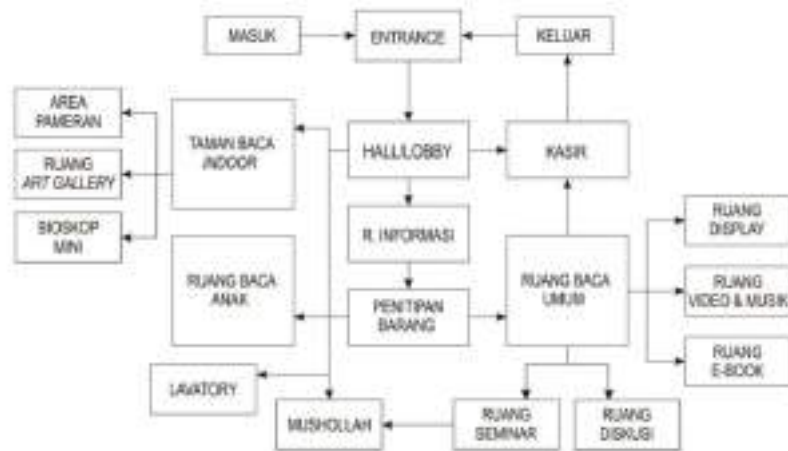 MASUK
ENTRANCE
KELUAR
AREA
PAMERAN
TAMAN BACA
INDOOR
HALL/LOBBY
KASIR
RUANG
ART GALLERY
BIOSKOP
MINI
R. INFORMASI
RUANG
DISPLAY
RUANG BACA
ANAK
RUANG BACA
UMUM
RUANG
VIDEO & MUSIK
PENITIPAN
BARANG
RUANG
E-BOOK
LAVATORY
MUSHOLLAH
RUANG
SEMINAR
RUANG
DISKUSI